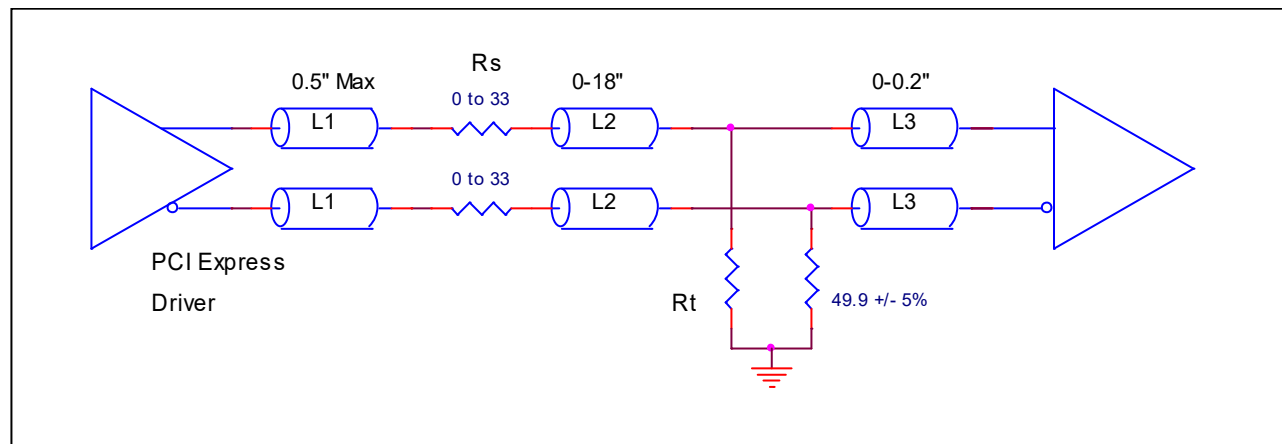 Rs
0.5" Max
0-18"
0-0.2"
0 to 33
L1
L2
L3
0 to 33
L1
L2
L3
PCI Express
Driver
Rt
49.9 +/- 5%